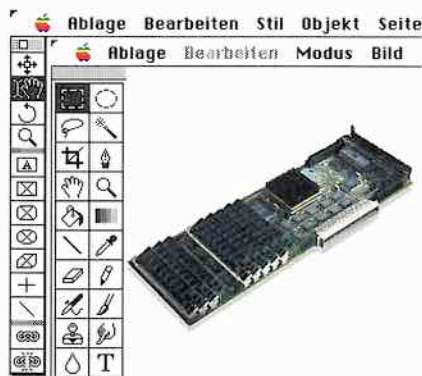 Ablage Bearbeiten Stil Objekt Seite
Ablage Bearbeiten Modus Bild
A
T